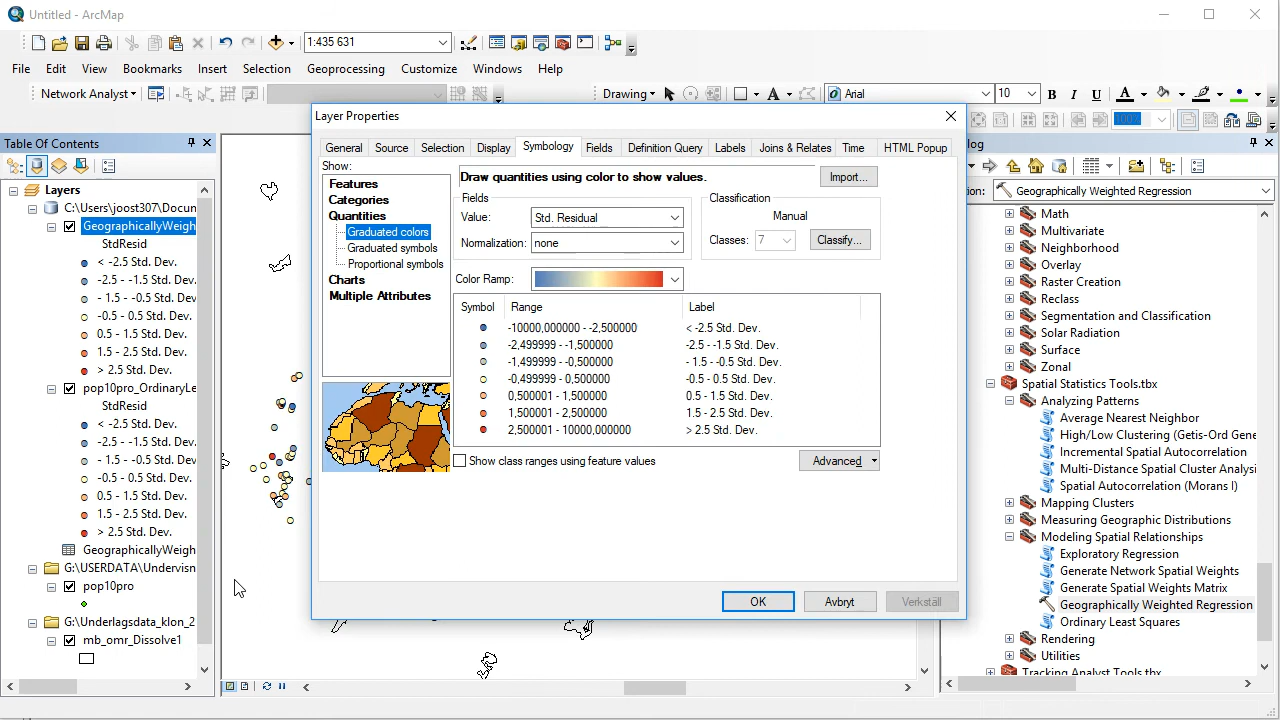 Untitled - ArcMap
1:435 631
File Edit View Bookmarks Insert Selection Geoprocessing Customize Windows Help
Network Analyst Drawing A Arial 10 B I U A
100%
Table Of Contents
Layers
C:\Users\joost307\Docun
GeographicallyWeigh
StdResid
< -2.5 Std. Dev.
-2.5 - -1.5 Std. Dev.
- 1.5 - -0.5 Std. Dev.
-0.5 - 0.5 Std. Dev.
0.5 - 1.5 Std. Dev.
1.5 - 2.5 Std. Dev.
> 2.5 Std. Dev.
pop10pro_OrdinaryLe
StdResid
< -2.5 Std. Dev.
-2.5 - -1.5 Std. Dev.
- 1.5 - -0.5 Std. Dev.
-0.5 - 0.5 Std. Dev.
0.5 - 1.5 Std. Dev.
1.5 - 2.5 Std. Dev.
> 2.5 Std. Dev.
GeographicallyWeigh
G:\USERDATA\Undervisn
pop10pro
G:\Underlagsdata_klon_2
mb_omr_Dissolve1
Layer Properties
General Source Selection Display Symbology Fields Definition Query Labels Joins & Relates Time HTML Popup
Show:
Features
Categories
Quantities
Graduated colors
Graduated symbols
Proportional symbols
Charts
Multiple Attributes
Draw quantities using color to show values.
Import...
Fields
Value: Std. Residual
Normalization: none
Classification
Manual
Classes: 7 Classify...
Color Ramp:
Symbol Range Label
-10000,000000 - -2,500000 < -2.5 Std. Dev.
-2,499999 - -1,500000 -2.5 - -1.5 Std. Dev.
-1,499999 - -0,500000 - 1.5 - -0.5 Std. Dev.
-0,499999 - 0,500000 -0.5 - 0.5 Std. Dev.
0,500001 - 1,500000 0.5 - 1.5 Std. Dev.
1,500001 - 2,500000 1.5 - 2.5 Std. Dev.
2,500001 - 10000,000000 > 2.5 Std. Dev.
Show class ranges using feature values
Advanced
OK Avbryt Verkställ
log
Geographically Weighted Regression
Math
Multivariate
Neighborhood
Overlay
Raster Creation
Reclass
Segmentation and Classification
Solar Radiation
Surface
Zonal
Spatial Statistics Tools.tbx
Analyzing Patterns
Average Nearest Neighbor
High/Low Clustering (Getis-Ord Gene
Incremental Spatial Autocorrelation
Multi-Distance Spatial Cluster Analysi
Spatial Autocorrelation (Morans I)
Mapping Clusters
Measuring Geographic Distributions
Modeling Spatial Relationships
Exploratory Regression
Generate Network Spatial Weights
Generate Spatial Weights Matrix
Geographically Weighted Regression
Ordinary Least Squares
Rendering
Utilities
Tracking Analyst Tools.tbx